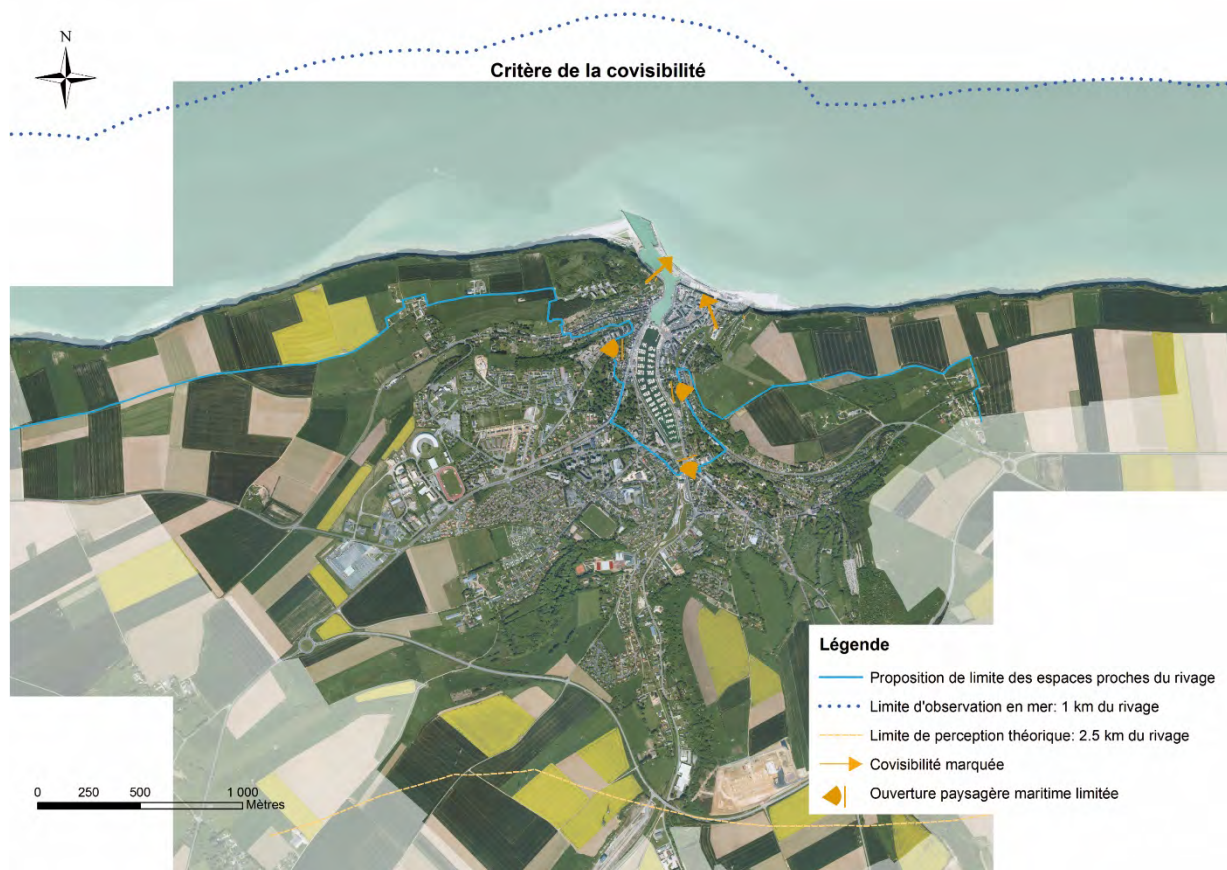 N
Critère de la covisibilité
Légende
Proposition de limite des espaces proches du rivage
Limite d'observation en mer: 1 km du rivage
Limite de perception théorique: 2.5 km du rivage
Covisibilité marquée
Ouverture paysagère maritime limitée
0 250 500 1 000
Mètres